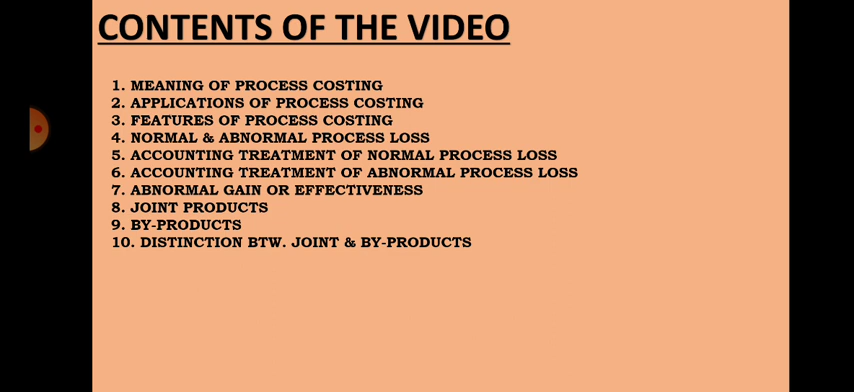 CONTENTS OF THE VIDEO
1. MEANING OF PROCESS COSTING
2. APPLICATIONS OF PROCESS COSTING
3. FEATURES OF PROCESS COSTING
4. NORMAL & ABNORMAL PROCESS LOSS
5. ACCOUNTING TREATMENT OF NORMAL PROCESS LOSS
6. ACCOUNTING TREATMENT OF ABNORMAL PROCESS LOSS
7. ABNORMAL GAIN OR EFFECTIVENESS
8. JOINT PRODUCTS
9. BY-PRODUCTS
10. DISTINCTION BTW. JOINT & BY-PRODUCTS